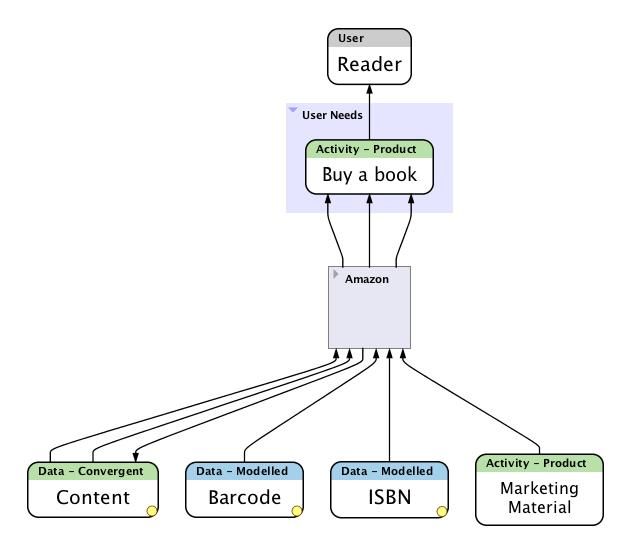 User
Reader
User Needs
Activity – Product
Buy a book
Amazon
Data – Convergent
Content
Data – Modelled
Barcode
Data – Modelled
ISBN
Activity – Product
Marketing
Material